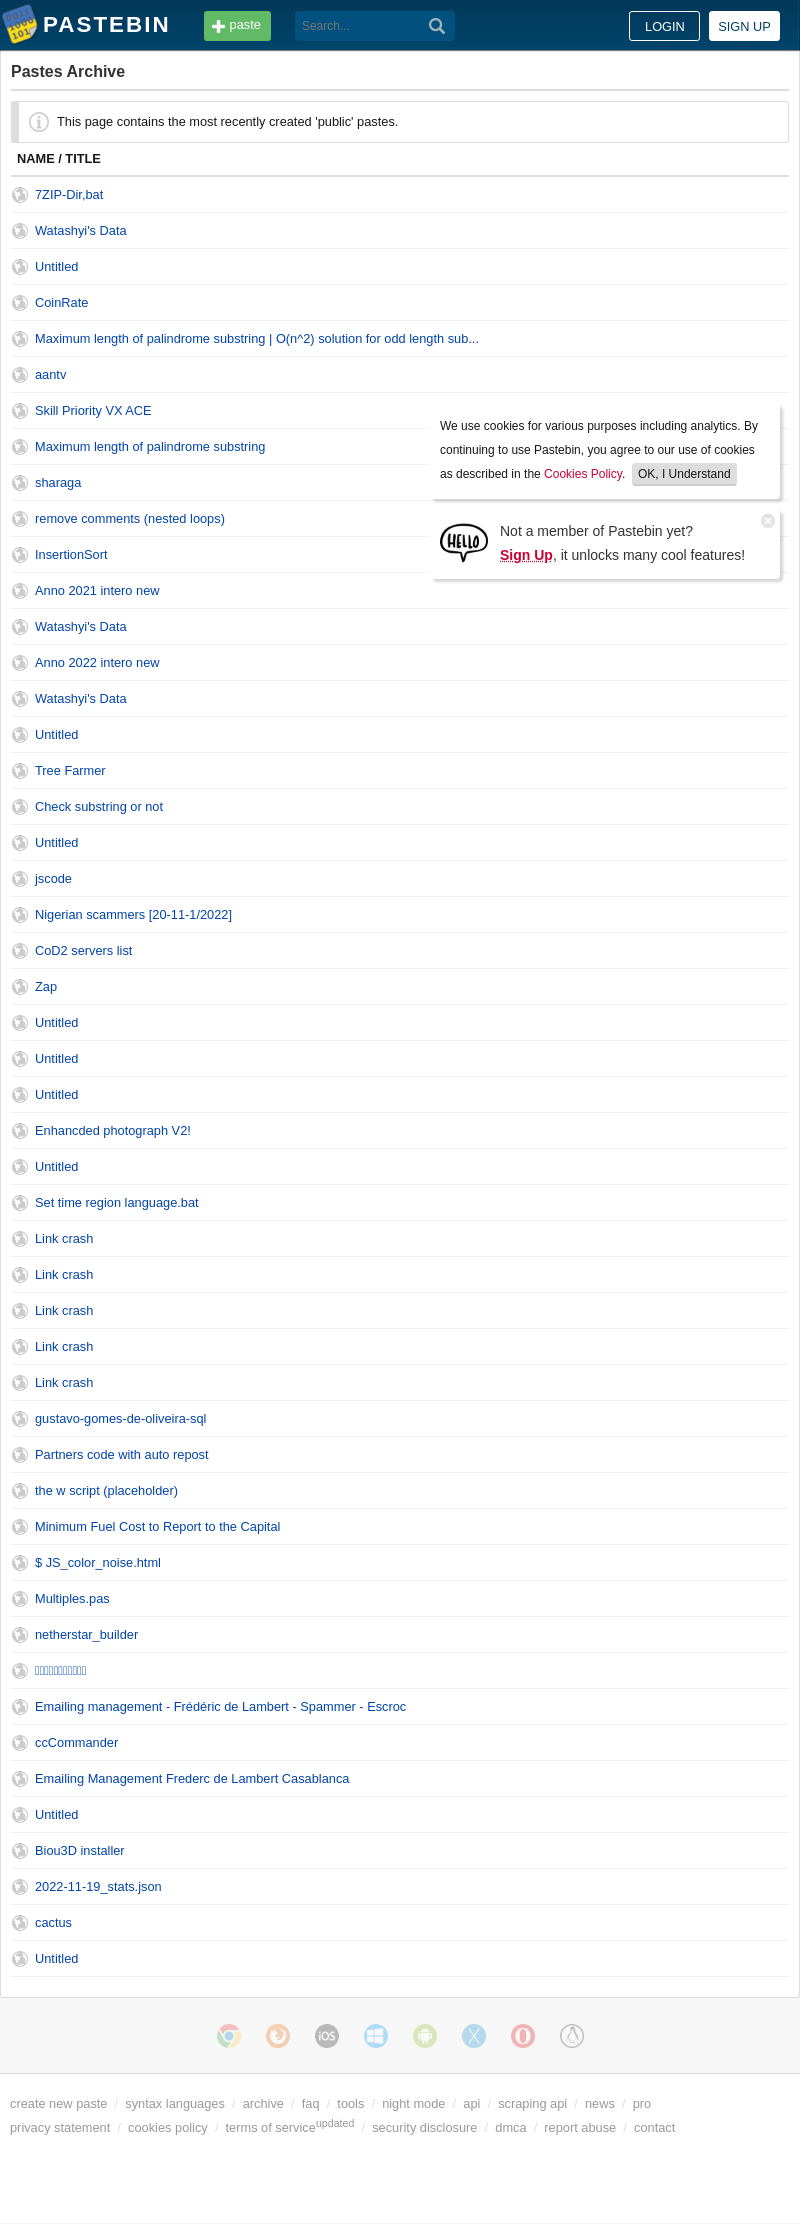 PASTEBIN
paste
Search...
LOGIN
SIGN UP
Pastes Archive
This page contains the most recently created 'public' pastes.
NAME / TITLE
7ZIP-Dir,bat
Watashyi's Data
Untitled
CoinRate
Maximum length of palindrome substring | O(n^2) solution for odd length sub...
aantv
Skill Priority VX ACE
Maximum length of palindrome substring
sharaga
remove comments (nested loops)
InsertionSort
We use cookies for various purposes including analytics. By
continuing to use Pastebin, you agree to our use of cookies
as described in the Cookies Policy. OK, I Understand
HELLO
Not a member of Pastebin yet?
Sign Up, it unlocks many cool features!
Anno 2021 intero new
Watashyi's Data
Anno 2022 intero new
Watashyi's Data
Untitled
Tree Farmer
Check substring or not
Untitled
jscode
Nigerian scammers [20-11-1/2022]
CoD2 servers list
Zap
Untitled
Untitled
Untitled
Enhancded photograph V2!
Untitled
Set time region language.bat
Link crash
Link crash
Link crash
Link crash
Link crash
gustavo-gomes-de-oliveira-sql
Partners code with auto repost
the w script (placeholder)
Minimum Fuel Cost to Report to the Capital
$ JS_color_noise.html
Multiples.pas
netherstar_builder
Emailing management - Frédéric de Lambert - Spammer - Escroc
ccCommander
Emailing Management Frederc de Lambert Casablanca
Untitled
Biou3D installer
2022-11-19_stats.json
cactus
Untitled
iOS
create new paste / syntax languages / archive / faq / tools / night mode / api / scraping api / news / pro
privacy statement / cookies policy / terms of service updated / security disclosure / dmca / report abuse / contact